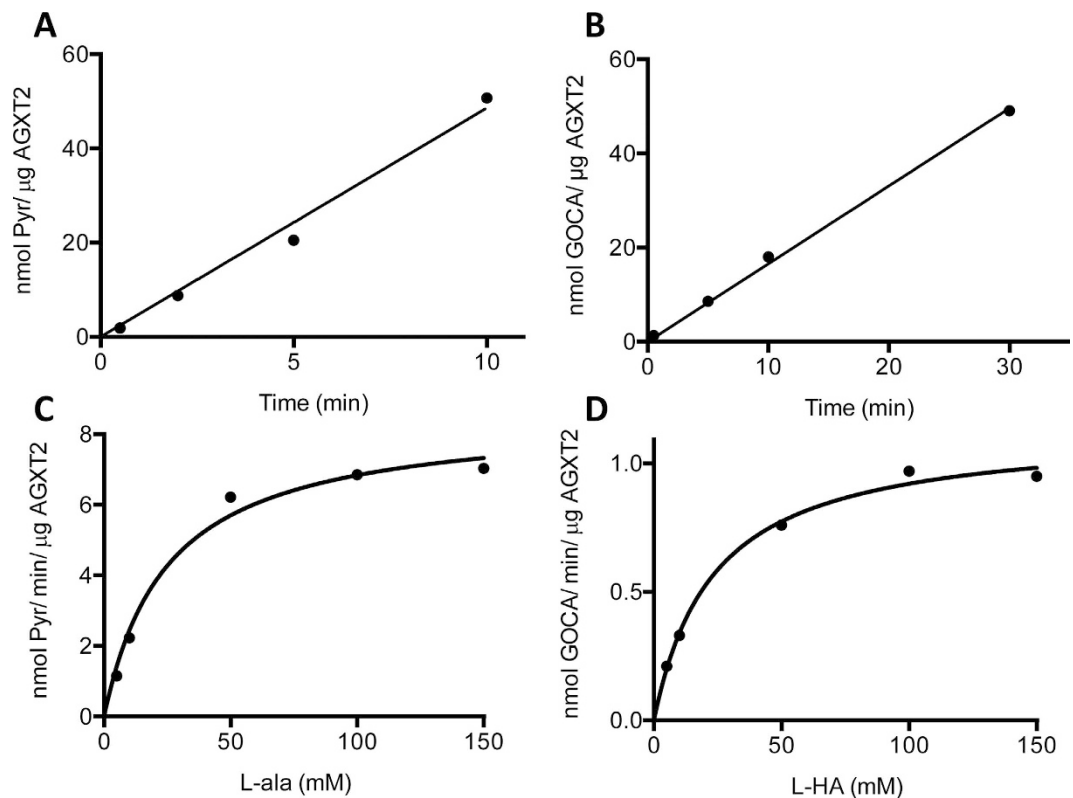 A
nmol Pyr/ µg AGXT2
60
40
20
0
0 5 10
Time (min)
B
nmol GOCA/ µg AGXT2
60
40
20
0
0 10 20 30
Time (min)
C
nmol Pyr/ min/ µg AGXT2
8
6
4
2
0
0 50 100 150
L-ala (mM)
D
nmol GOCA/ min/ µg AGXT2
1.0
0.5
0.0
0 50 100 150
L-HA (mM)